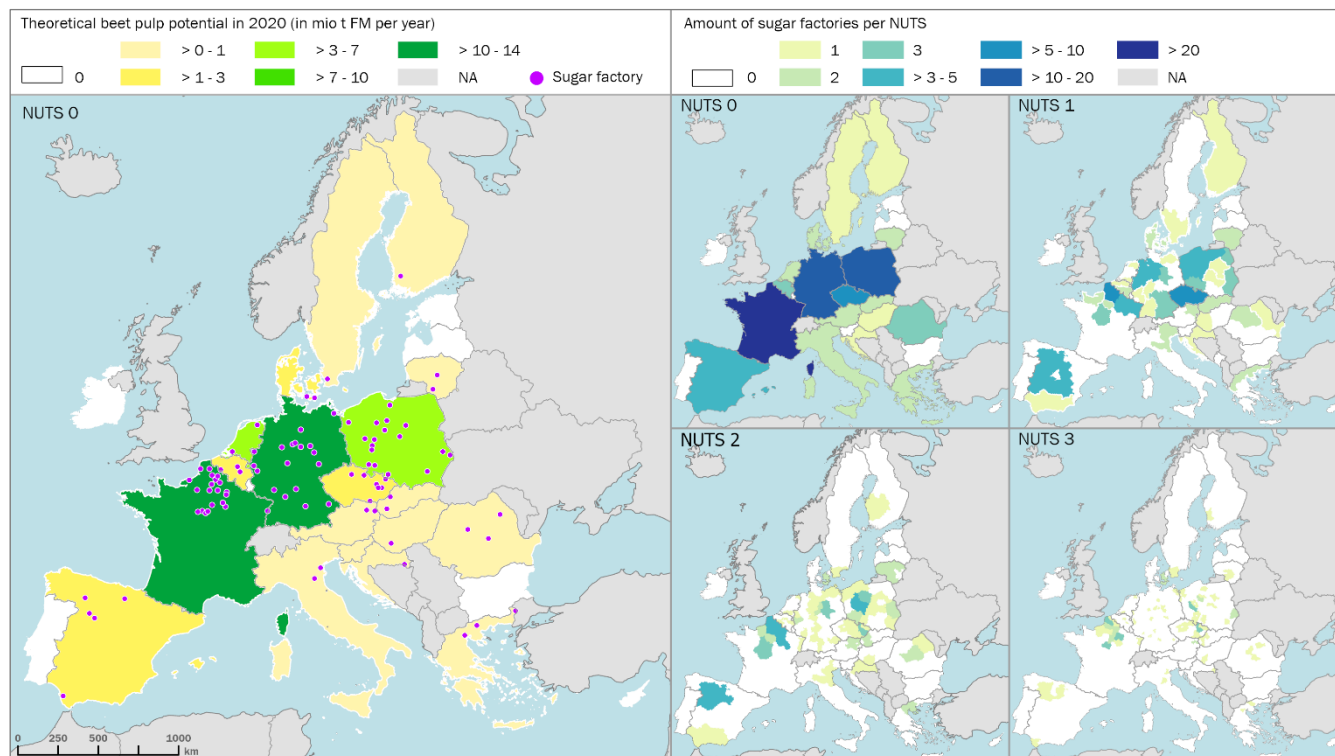 Theoretical beet pulp potential in 2020 (in mio t FM per year)
> 0 - 1
> 3 - 7
> 10 - 14
0
> 1 - 3
> 7 - 10
NA
Sugar factory
Amount of sugar factories per NUTS
1
3
> 5 - 10
> 20
0
2
> 3 - 5
> 10 - 20
NA
NUTS 0
NUTS 0
NUTS 1
NUTS 2
NUTS 3
0 250 500 1000
km